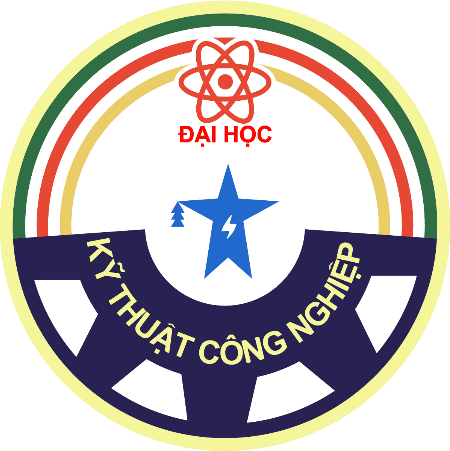 ĐẠI HỌC
KỸ THUẬT CÔNG NGHIỆP